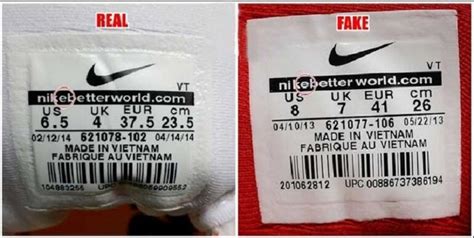 REAL
VT
nikebetterworld.com
US UK EUR cm
6.5 4 37.5 23.5
02/12/14 621078-102 04/14/14
MADE IN VIETNAM
FABRIQUE AU VIETNAM
FAKE
VT
nikebetterworld.com
US UK EUR cm
8 7 41 26
04/10/13 621077-106 05/22/13
MADE IN VIETNAM
FABRIQUE AU VIETNAM
201062812 UPC 00886737386194